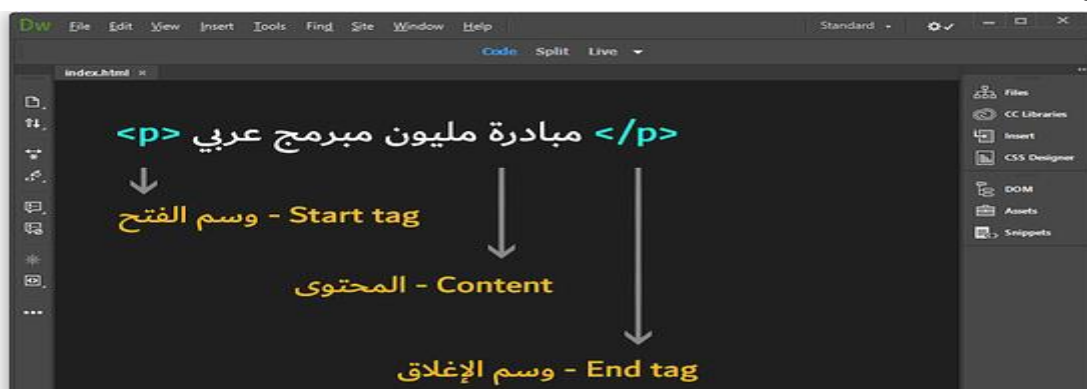 Dw File Edit View Insert Tools Find Site Window Help Standard
Code Split Live
index.html ×
Files
CC Libraries
Insert
CSS Designer
DOM
Assets
Snippets
<p> مبادرة مليون مبرمج عربي </p>
Start tag - وسم الفتح
Content - المحتوى
End tag - وسم الإغلاق